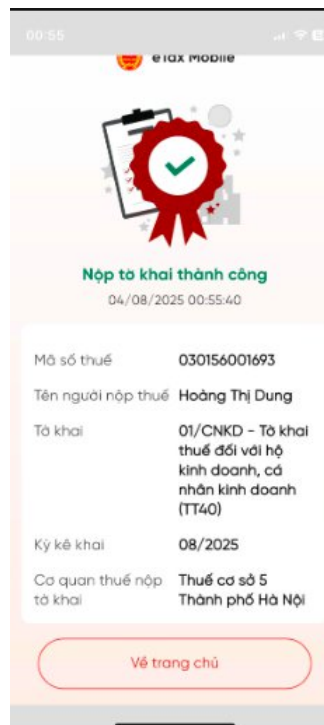 00:55
eTax Mobile
Nộp tờ khai thành công
04/08/2025 00:55:40
Mã số thuế 030156001693
Tên người nộp thuế Hoàng Thị Dung
Tờ khai 01/CNKD - Tờ khai
thuế đối với hộ
kinh doanh, cá
nhân kinh doanh
(TT40)
Kỳ kê khai 08/2025
Cơ quan thuế nộp Thuế cơ sở 5
tờ khai Thành phố Hà Nội
Về trang chủ